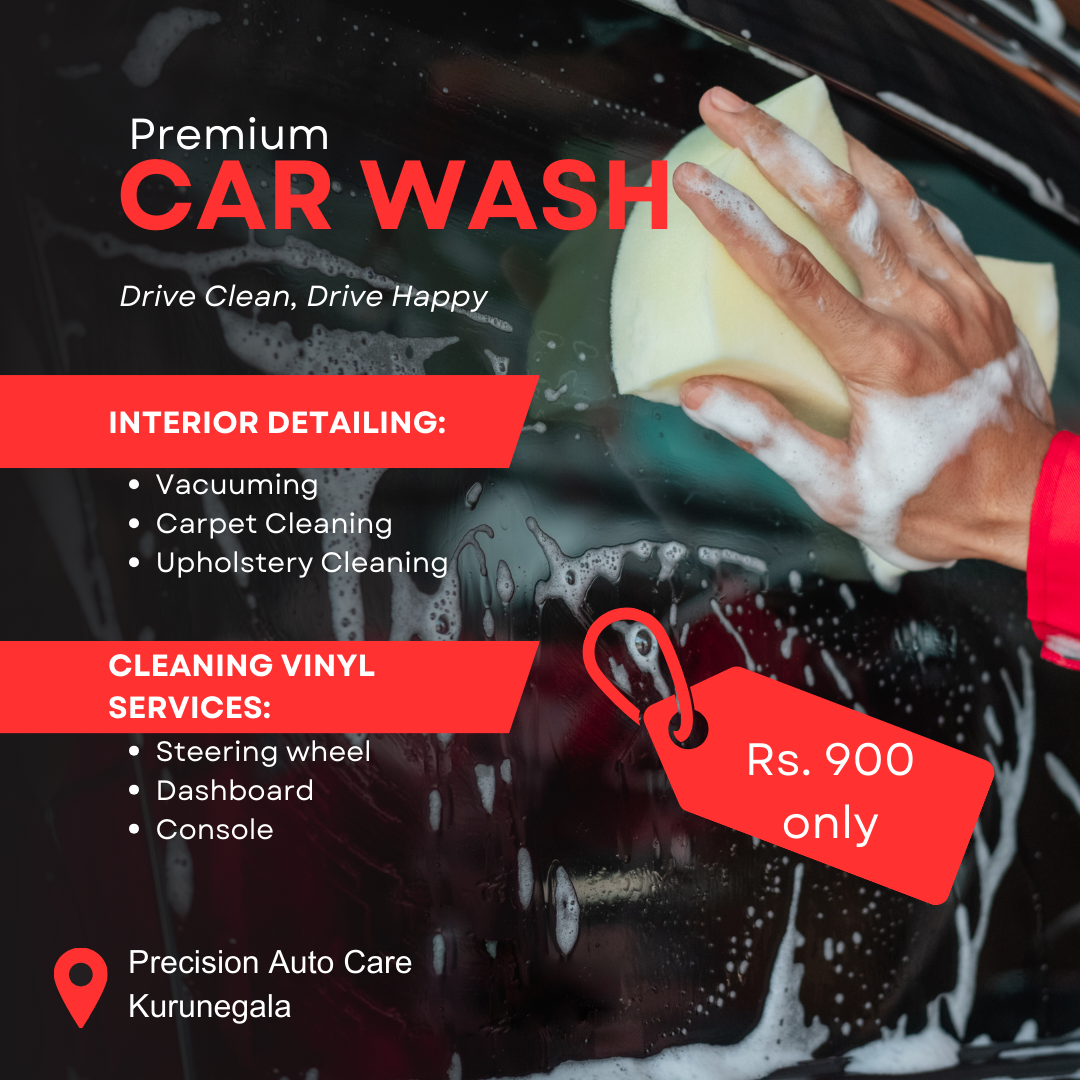 Premium
CAR WASH
Drive Clean, Drive Happy
INTERIOR DETAILING:
• Vacuuming
• Carpet Cleaning
• Upholstery Cleaning
CLEANING VINYL
SERVICES:
• Steering wheel
• Dashboard
• Console
Rs. 900
only
Precision Auto Care
Kurunegala